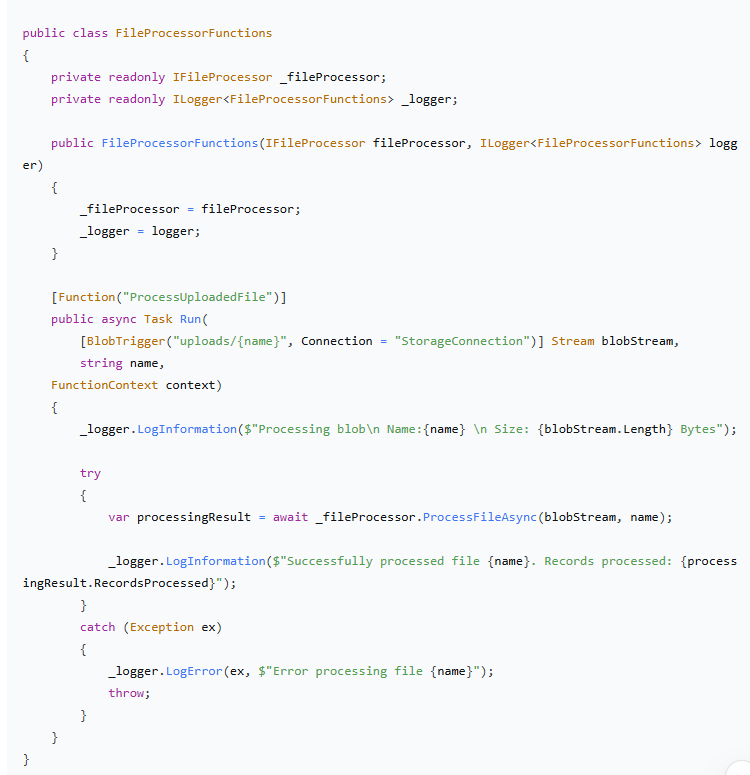 public class FileProcessorFunctions
{
    private readonly IFileProcessor _fileProcessor;
    private readonly ILogger<FileProcessorFunctions> _logger;

    public FileProcessorFunctions(IFileProcessor fileProcessor, ILogger<FileProcessorFunctions> logg
er)
    {
        _fileProcessor = fileProcessor;
        _logger = logger;
    }

    [Function("ProcessUploadedFile")]
    public async Task Run(
        [BlobTrigger("uploads/{name}", Connection = "StorageConnection")] Stream blobStream,
        string name,
    FunctionContext context)
    {
        _logger.LogInformation($"Processing blob\n Name:{name} \n Size: {blobStream.Length} Bytes");

        try
        {
            var processingResult = await _fileProcessor.ProcessFileAsync(blobStream, name);

            _logger.LogInformation($"Successfully processed file {name}. Records processed: {process
ingResult.RecordsProcessed}");
        }
        catch (Exception ex)
        {
            _logger.LogError(ex, $"Error processing file {name}");
            throw;
        }
    }
}